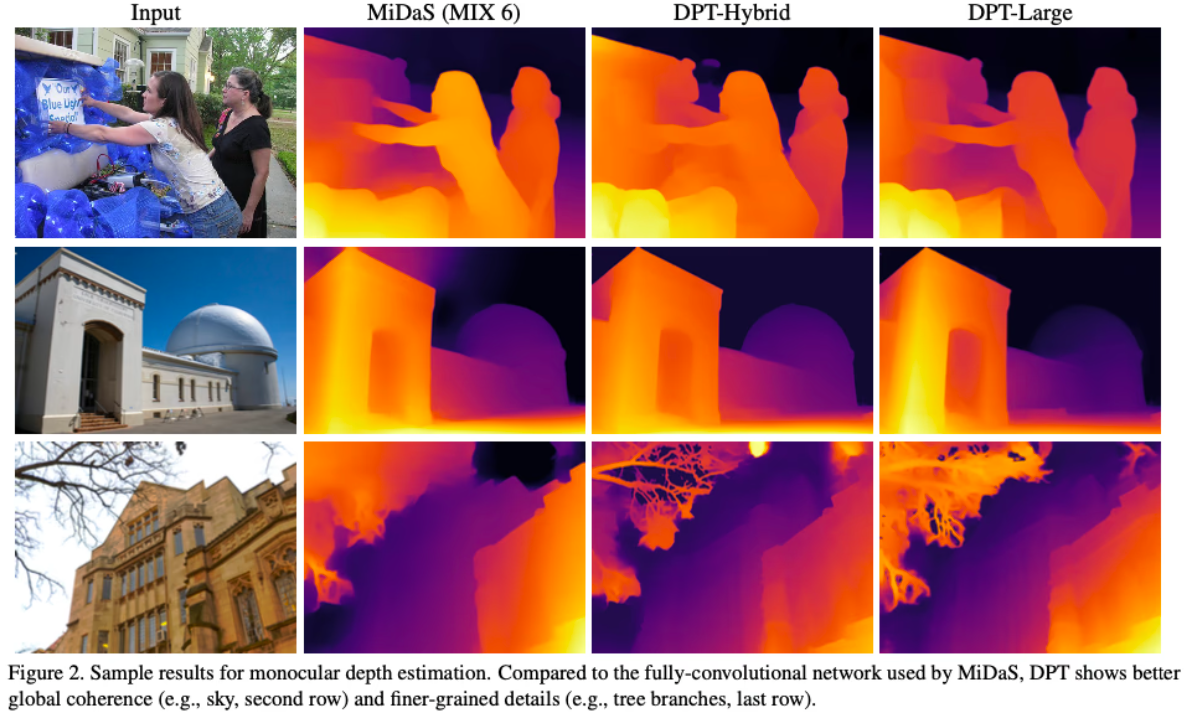 Input MiDaS (MIX 6) DPT-Hybrid DPT-Large
"Our
Blue Light
Special"
Figure 2. Sample results for monocular depth estimation. Compared to the fully-convolutional network used by MiDaS, DPT shows better
global coherence (e.g., sky, second row) and finer-grained details (e.g., tree branches, last row).